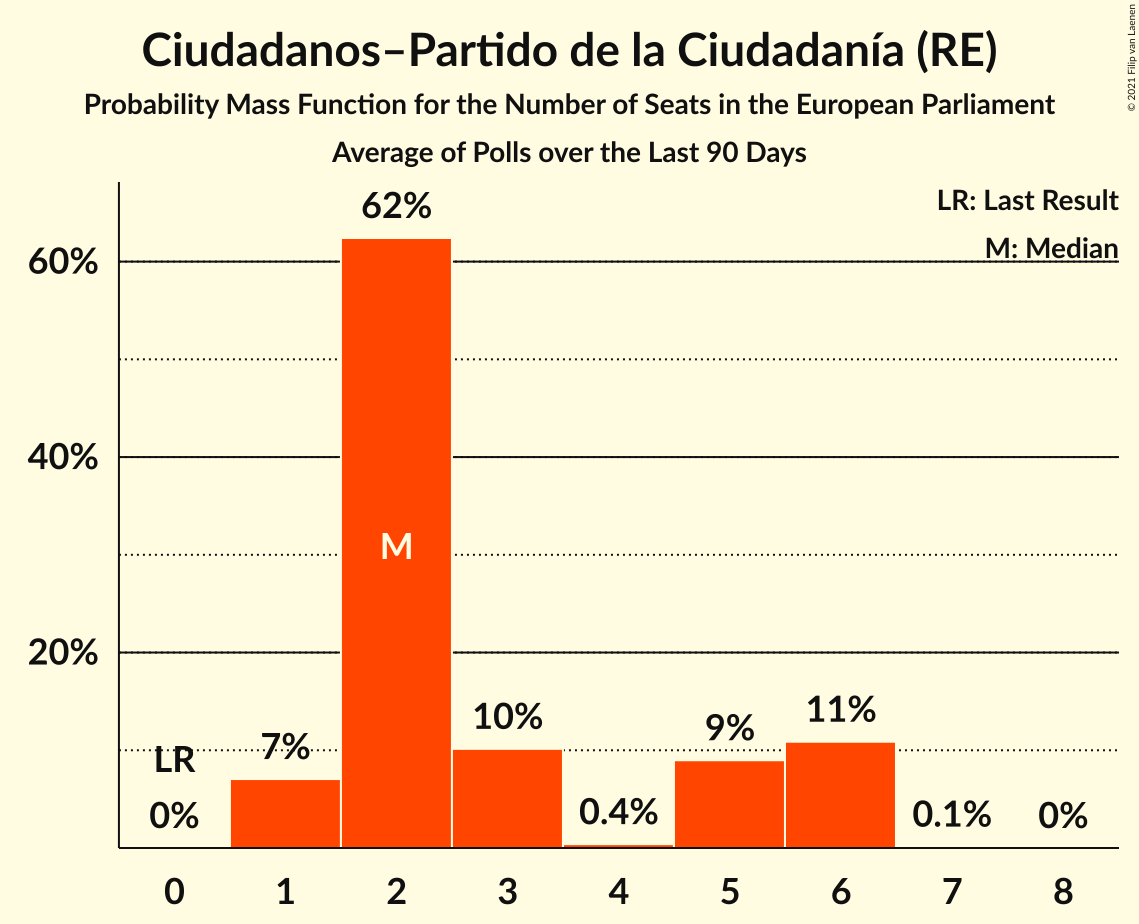 Ciudadanos–Partido de la Ciudadanía (RE)
Probability Mass Function for the Number of Seats in the European Parliament
Average of Polls over the Last 90 Days
© 2021 Filip van Laenen
LR: Last Result
M: Median
60%
40%
20%
62%
M
LR
0%
7%
10%
0.4%
9%
11%
0.1%
0%
0 1 2 3 4 5 6 7 8